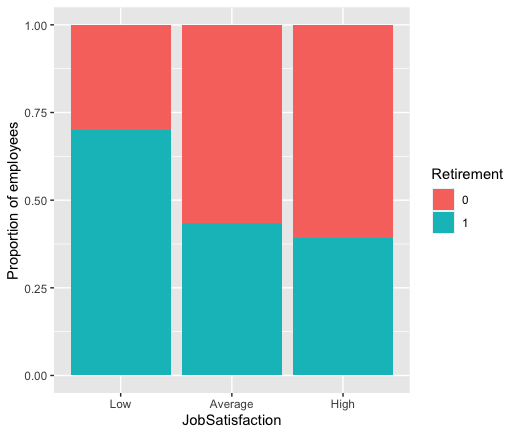 1.00
0.75
0.50
0.25
0.00
Proportion of employees
Low Average High
JobSatisfaction
Retirement
0
1